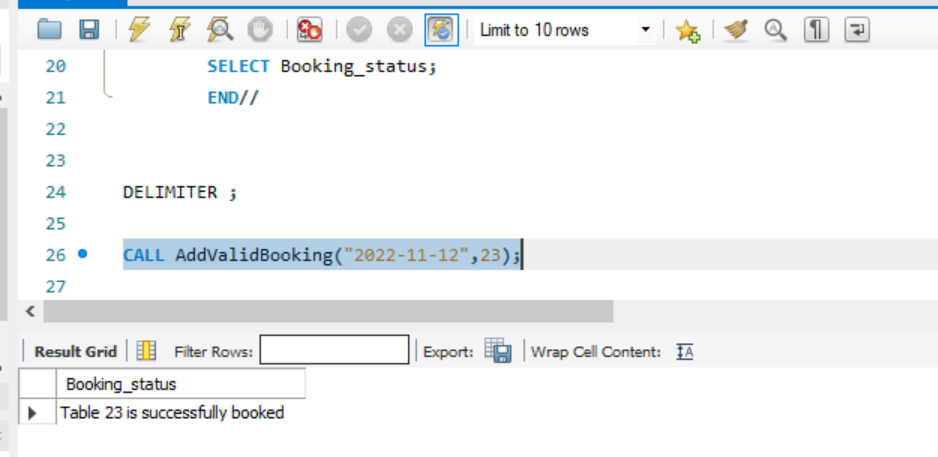 Limit to 10 rows
20 SELECT Booking_status;
21 END//
22
23
24 DELIMITER ;
25
26 CALL AddValidBooking("2022-11-12",23);
27
Result Grid Filter Rows: Export: Wrap Cell Content:
Booking_status
Table 23 is successfully booked